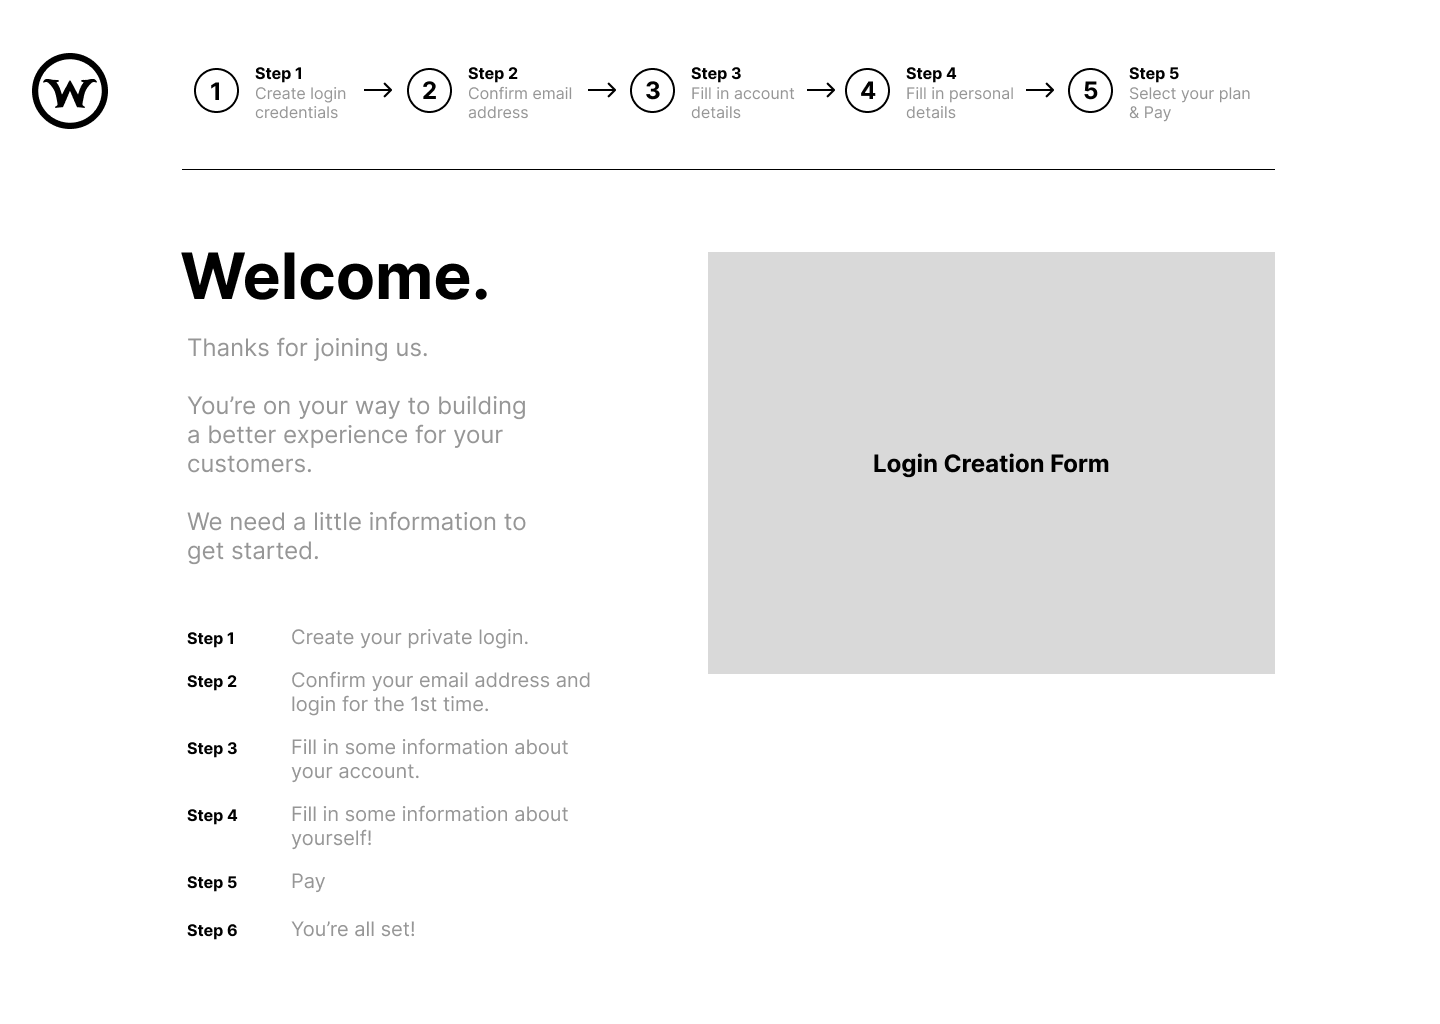 W
1
Step 1
Create login
credentials
2
Step 2
Confirm email
address
3
Step 3
Fill in account
details
4
Step 4
Fill in personal
details
5
Step 5
Select your plan
& Pay
Welcome.
Thanks for joining us.
You’re on your way to building
a better experience for your
customers.
We need a little information to
get started.
Step 1 Create your private login.
Step 2 Confirm your email address and
login for the 1st time.
Step 3 Fill in some information about
your account.
Step 4 Fill in some information about
yourself!
Step 5 Pay
Step 6 You’re all set!
Login Creation Form